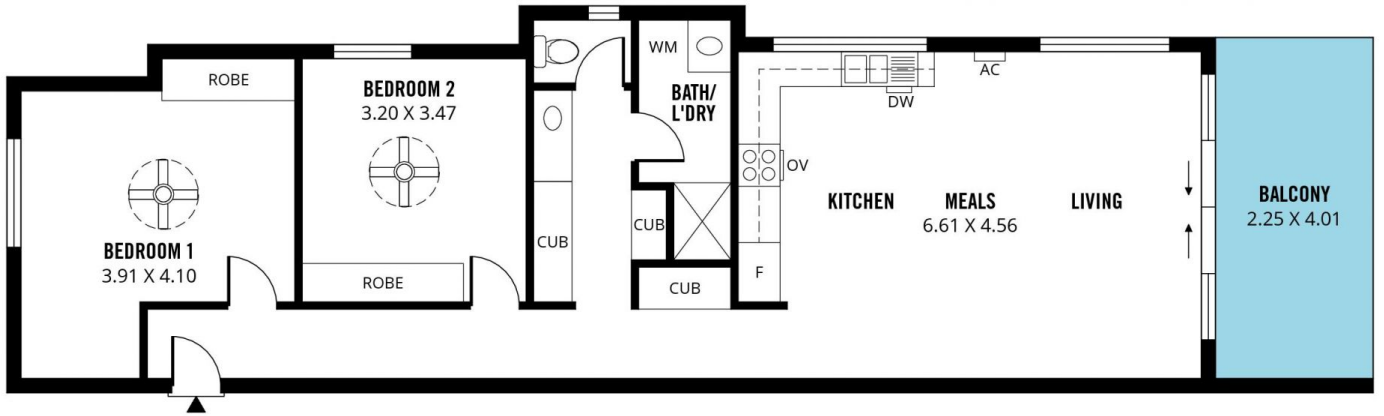 ROBE
BEDROOM 1
3.91 X 4.10
BEDROOM 2
3.20 X 3.47
ROBE
CUB
WM
BATH/
L'DRY
CUB
CUB
DW
AC
OV
F
KITCHEN
MEALS
6.61 X 4.56
LIVING
BALCONY
2.25 X 4.01